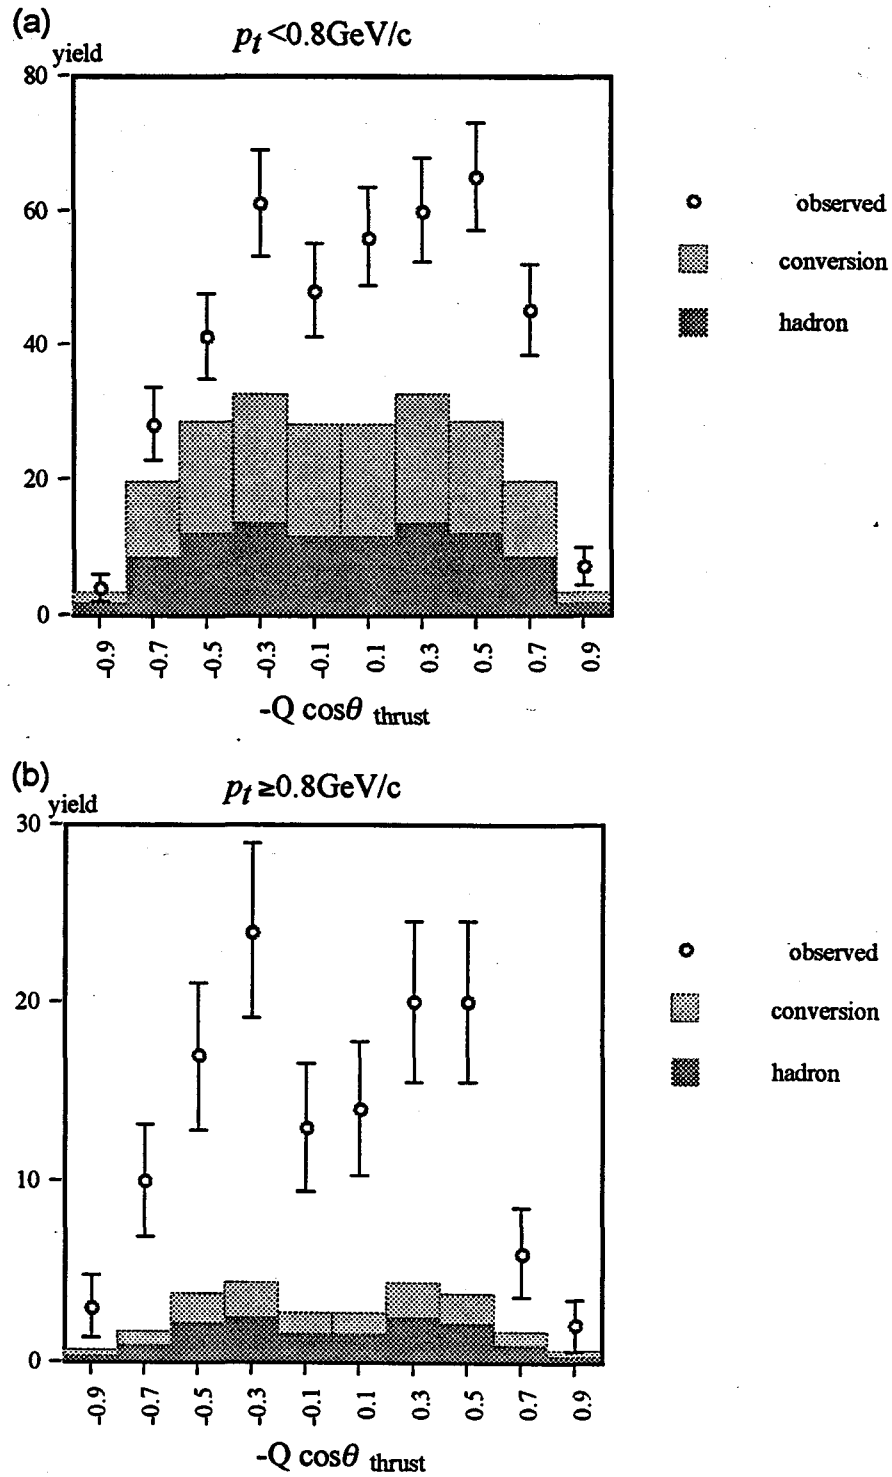 (a)
p_t <0.8GeV/c
yield
80
60
40
20
0
-0.9 -0.7 -0.5 -0.3 -0.1 0.1 0.3 0.5 0.7 0.9
-Q cosθ thrust
observed
conversion
hadron
(b)
p_t ≥0.8GeV/c
yield
30
20
10
0
-0.9 -0.7 -0.5 -0.3 -0.1 0.1 0.3 0.5 0.7 0.9
-Q cosθ thrust
observed
conversion
hadron